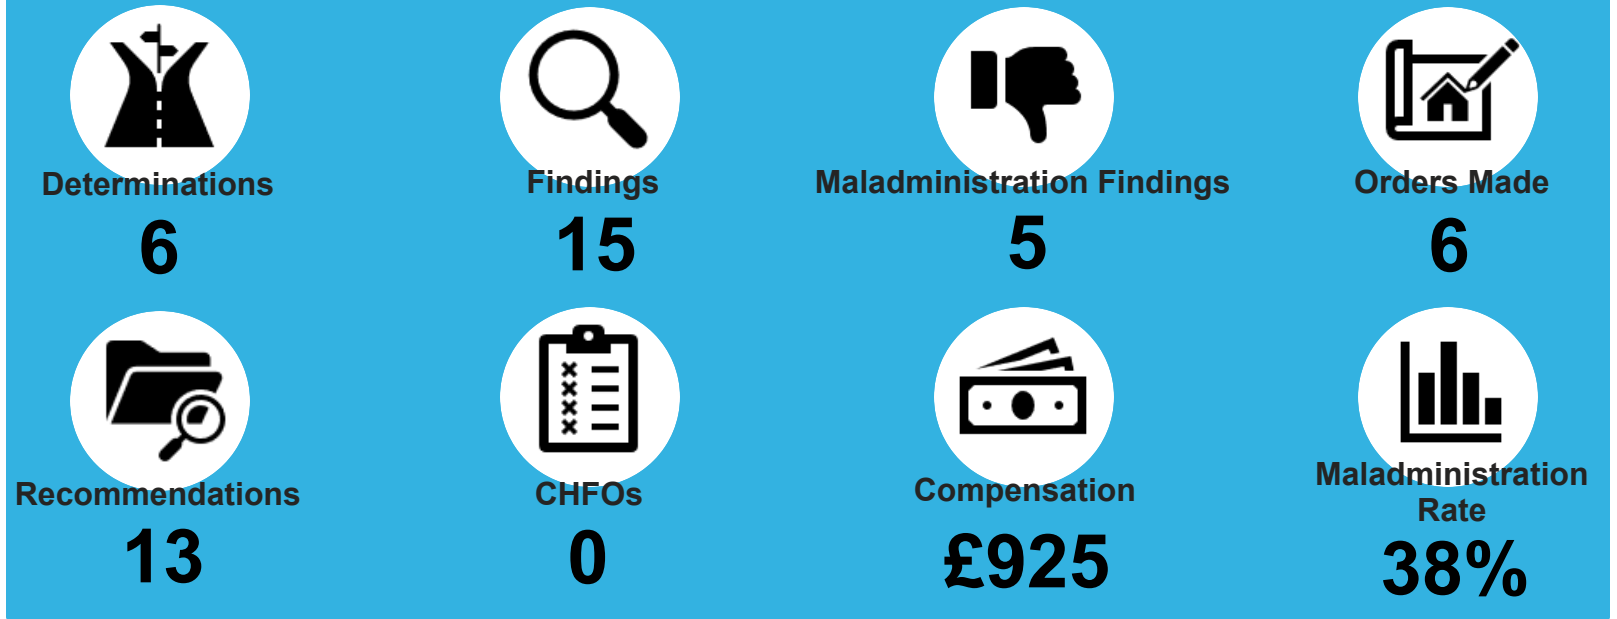 Determinations
6
Findings
15
Maladministration Findings
5
Orders Made
6
Recommendations
13
CHFOs
0
Compensation
£925
Maladministration
Rate
38%